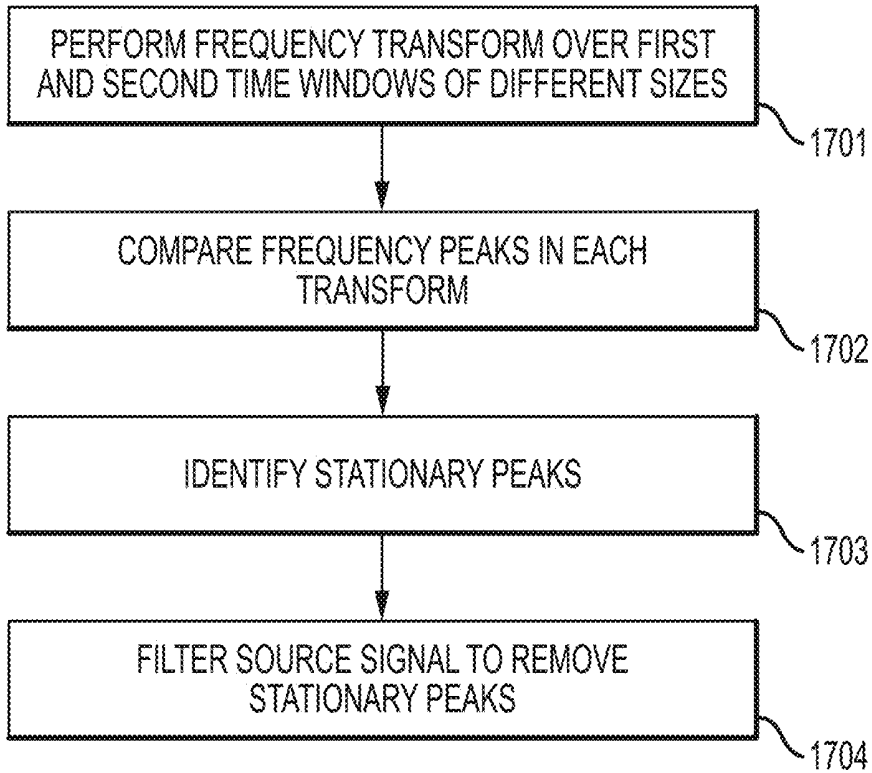 PERFORM FREQUENCY TRANSFORM OVER FIRST
AND SECOND TIME WINDOWS OF DIFFERENT SIZES
1701
COMPARE FREQUENCY PEAKS IN EACH
TRANSFORM
1702
IDENTIFY STATIONARY PEAKS
1703
FILTER SOURCE SIGNAL TO REMOVE
STATIONARY PEAKS
1704